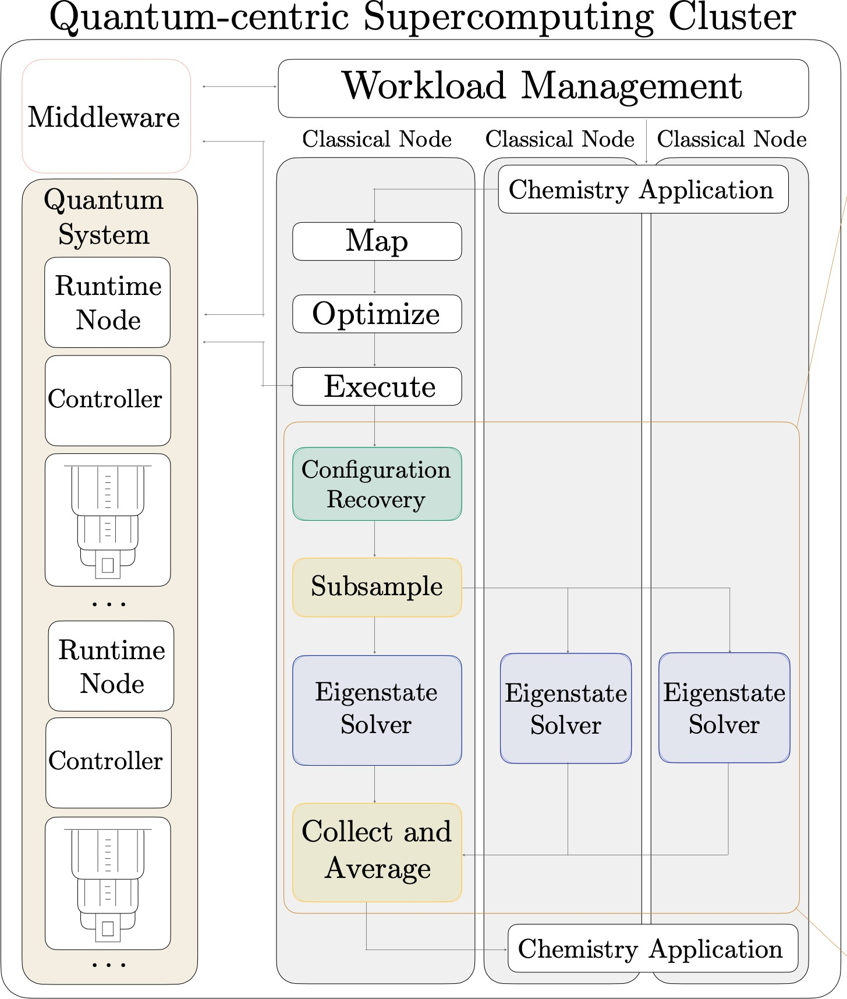 Quantum-centric Supercomputing Cluster
Middleware
Workload Management
Classical Node
Classical Node
Classical Node
Quantum
System
Runtime
Node
Controller
...
Runtime
Node
Controller
...
Chemistry Application
Map
Optimize
Execute
Configuration
Recovery
Subsample
Eigenstate
Solver
Eigenstate
Solver
Eigenstate
Solver
Collect and
Average
Chemistry Application